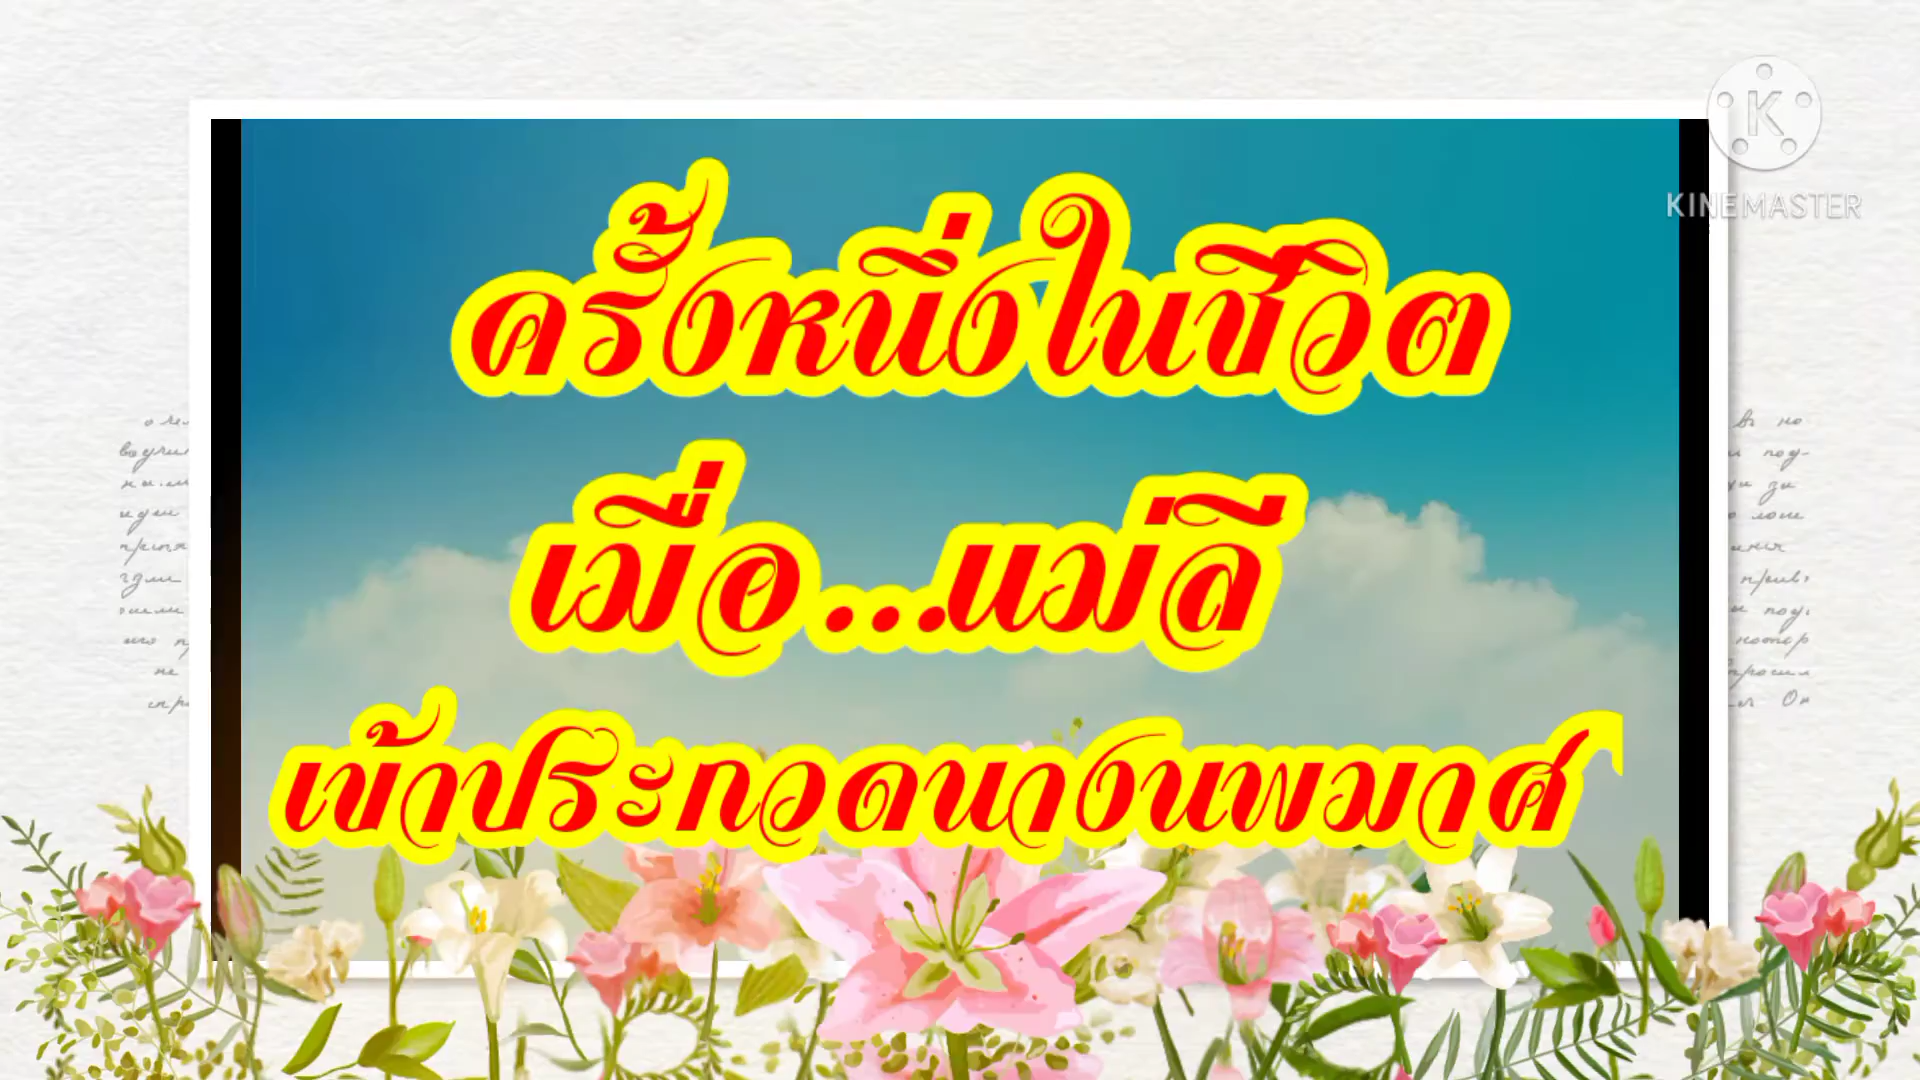 ครั้งหนึ่งในชีวิต
เมื่อ...แม่ลี
เข้าประกวดนางนพมาศ
K
KINEMASTER